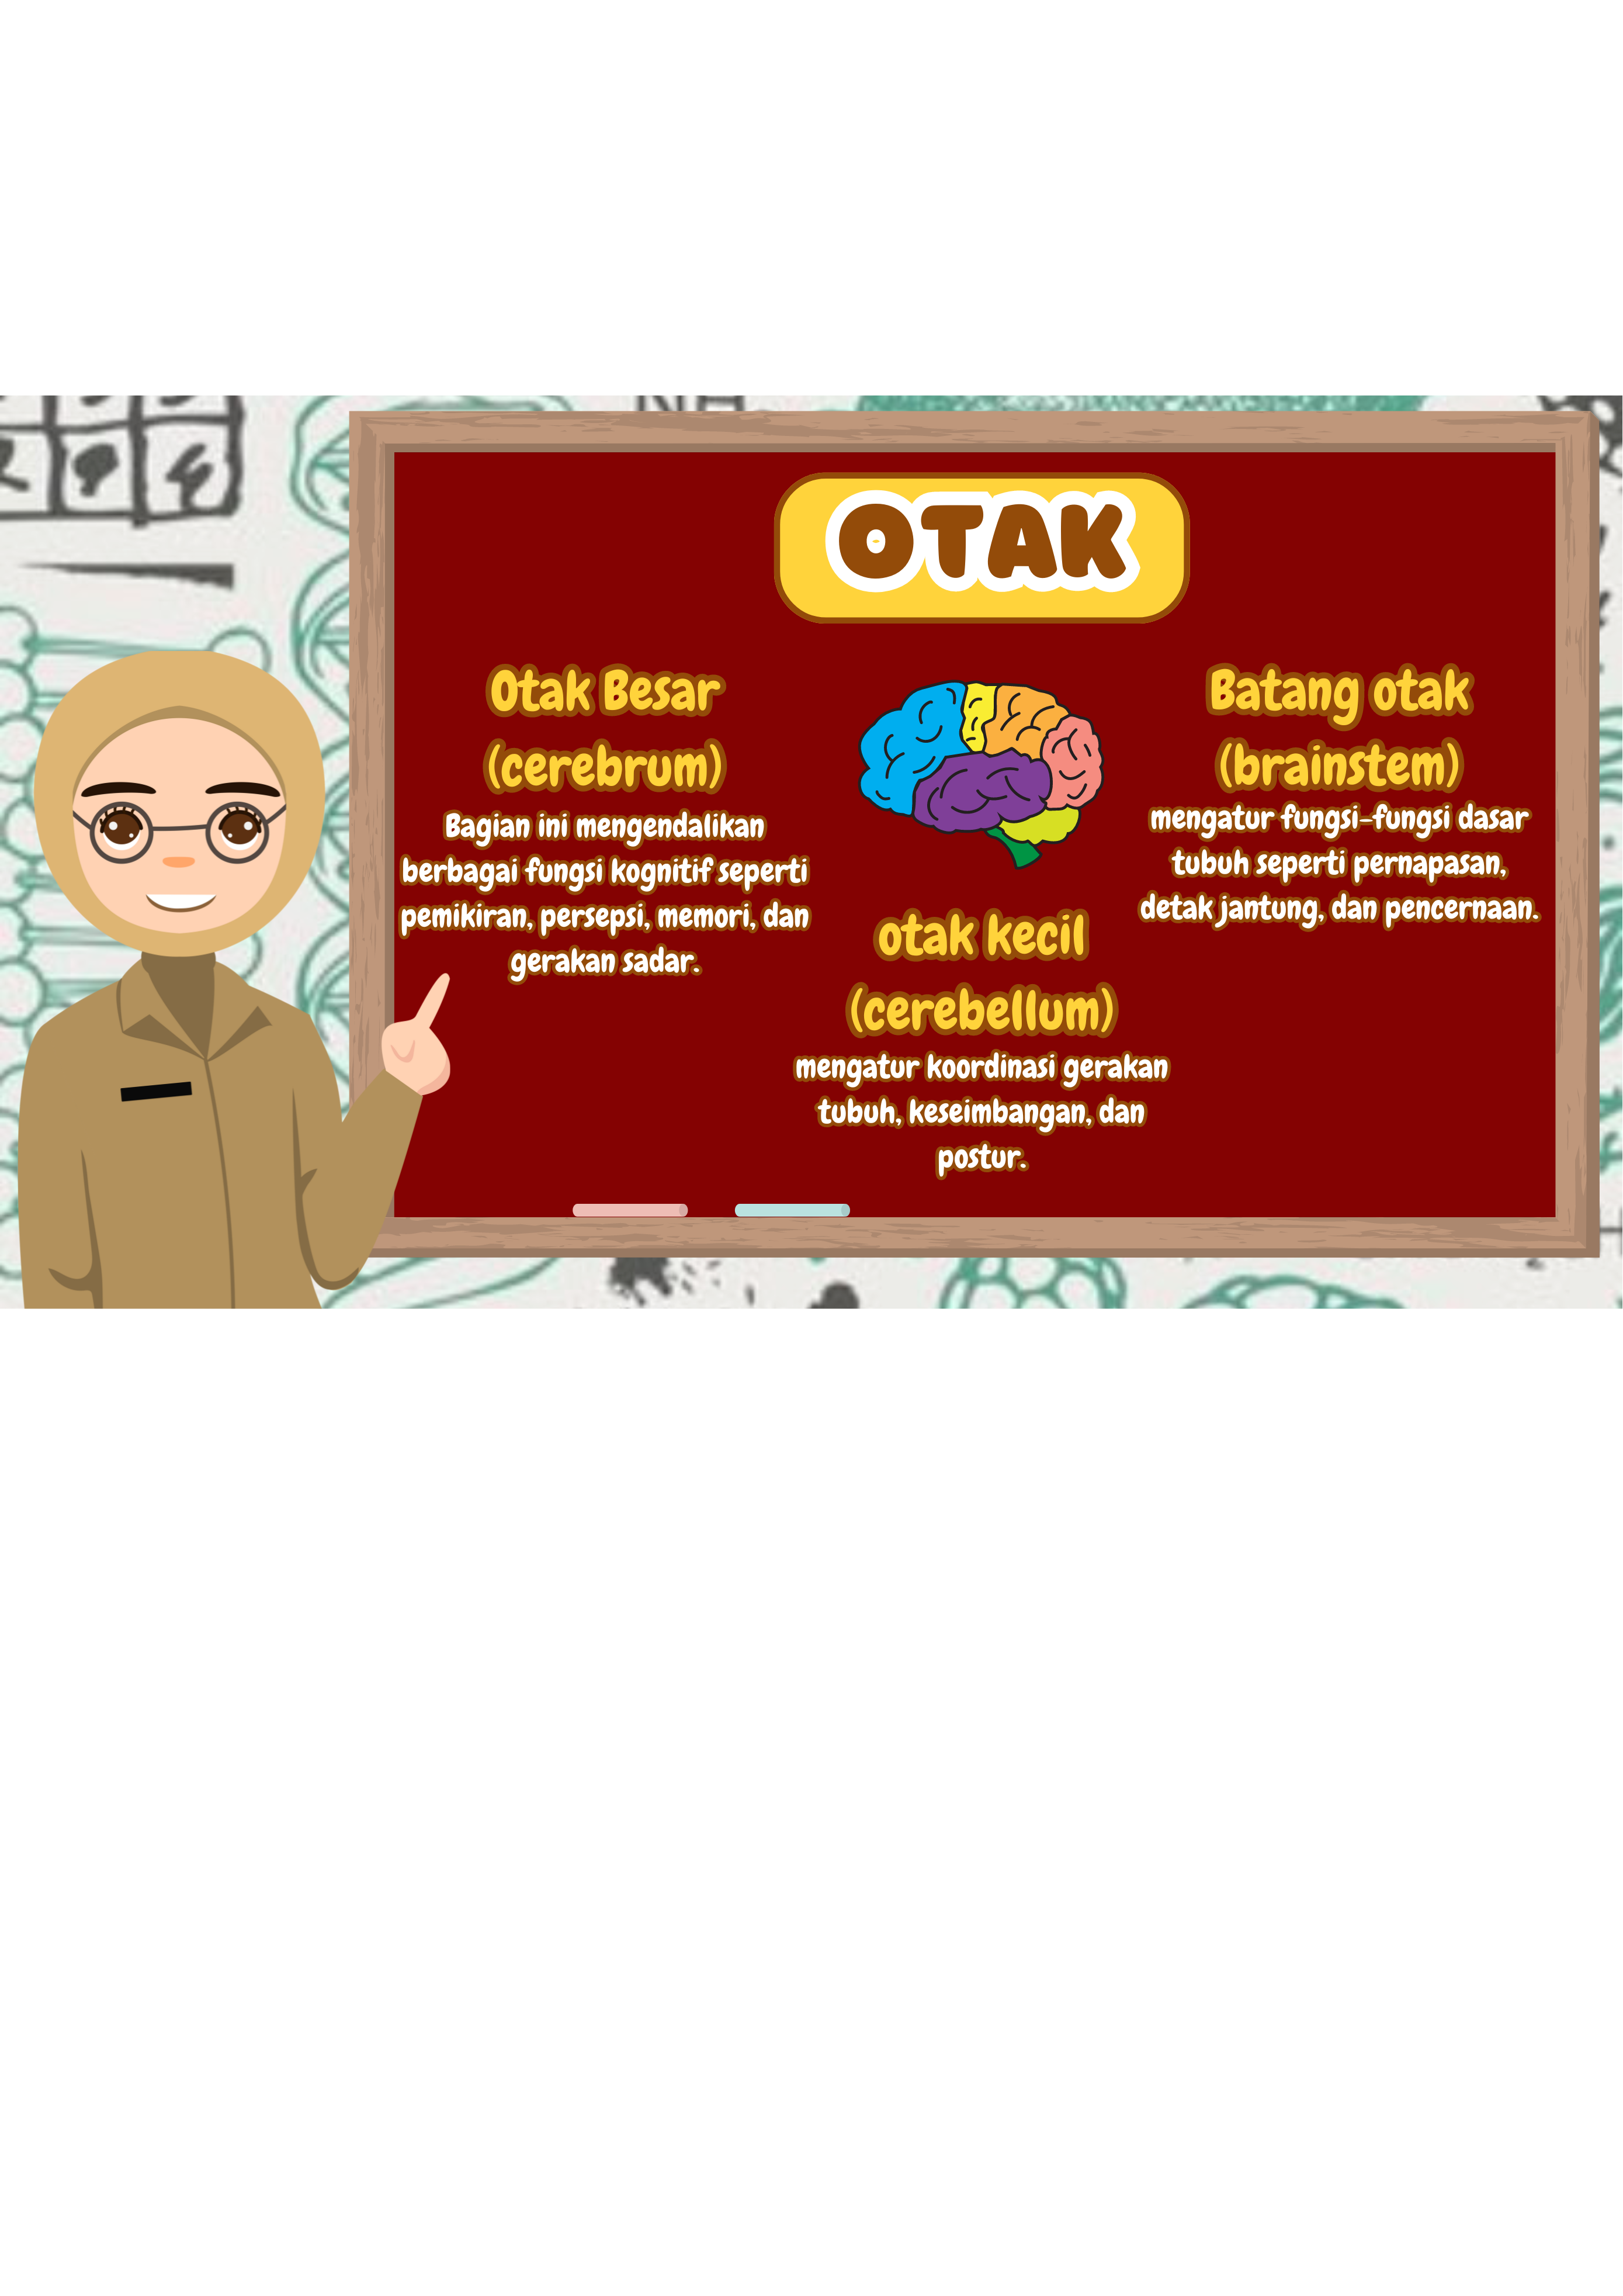 OTAK
Otak Besar
(cerebrum)
Bagian ini mengendalikan
berbagai fungsi kognitif seperti
pemikiran, persepsi, memori, dan
gerakan sadar.
otak kecil
(cerebellum)
mengatur koordinasi gerakan
tubuh, keseimbangan, dan
postur.
Batang otak
(brainstem)
mengatur fungsi-fungsi dasar
tubuh seperti pernapasan,
detak jantung, dan pencernaan.